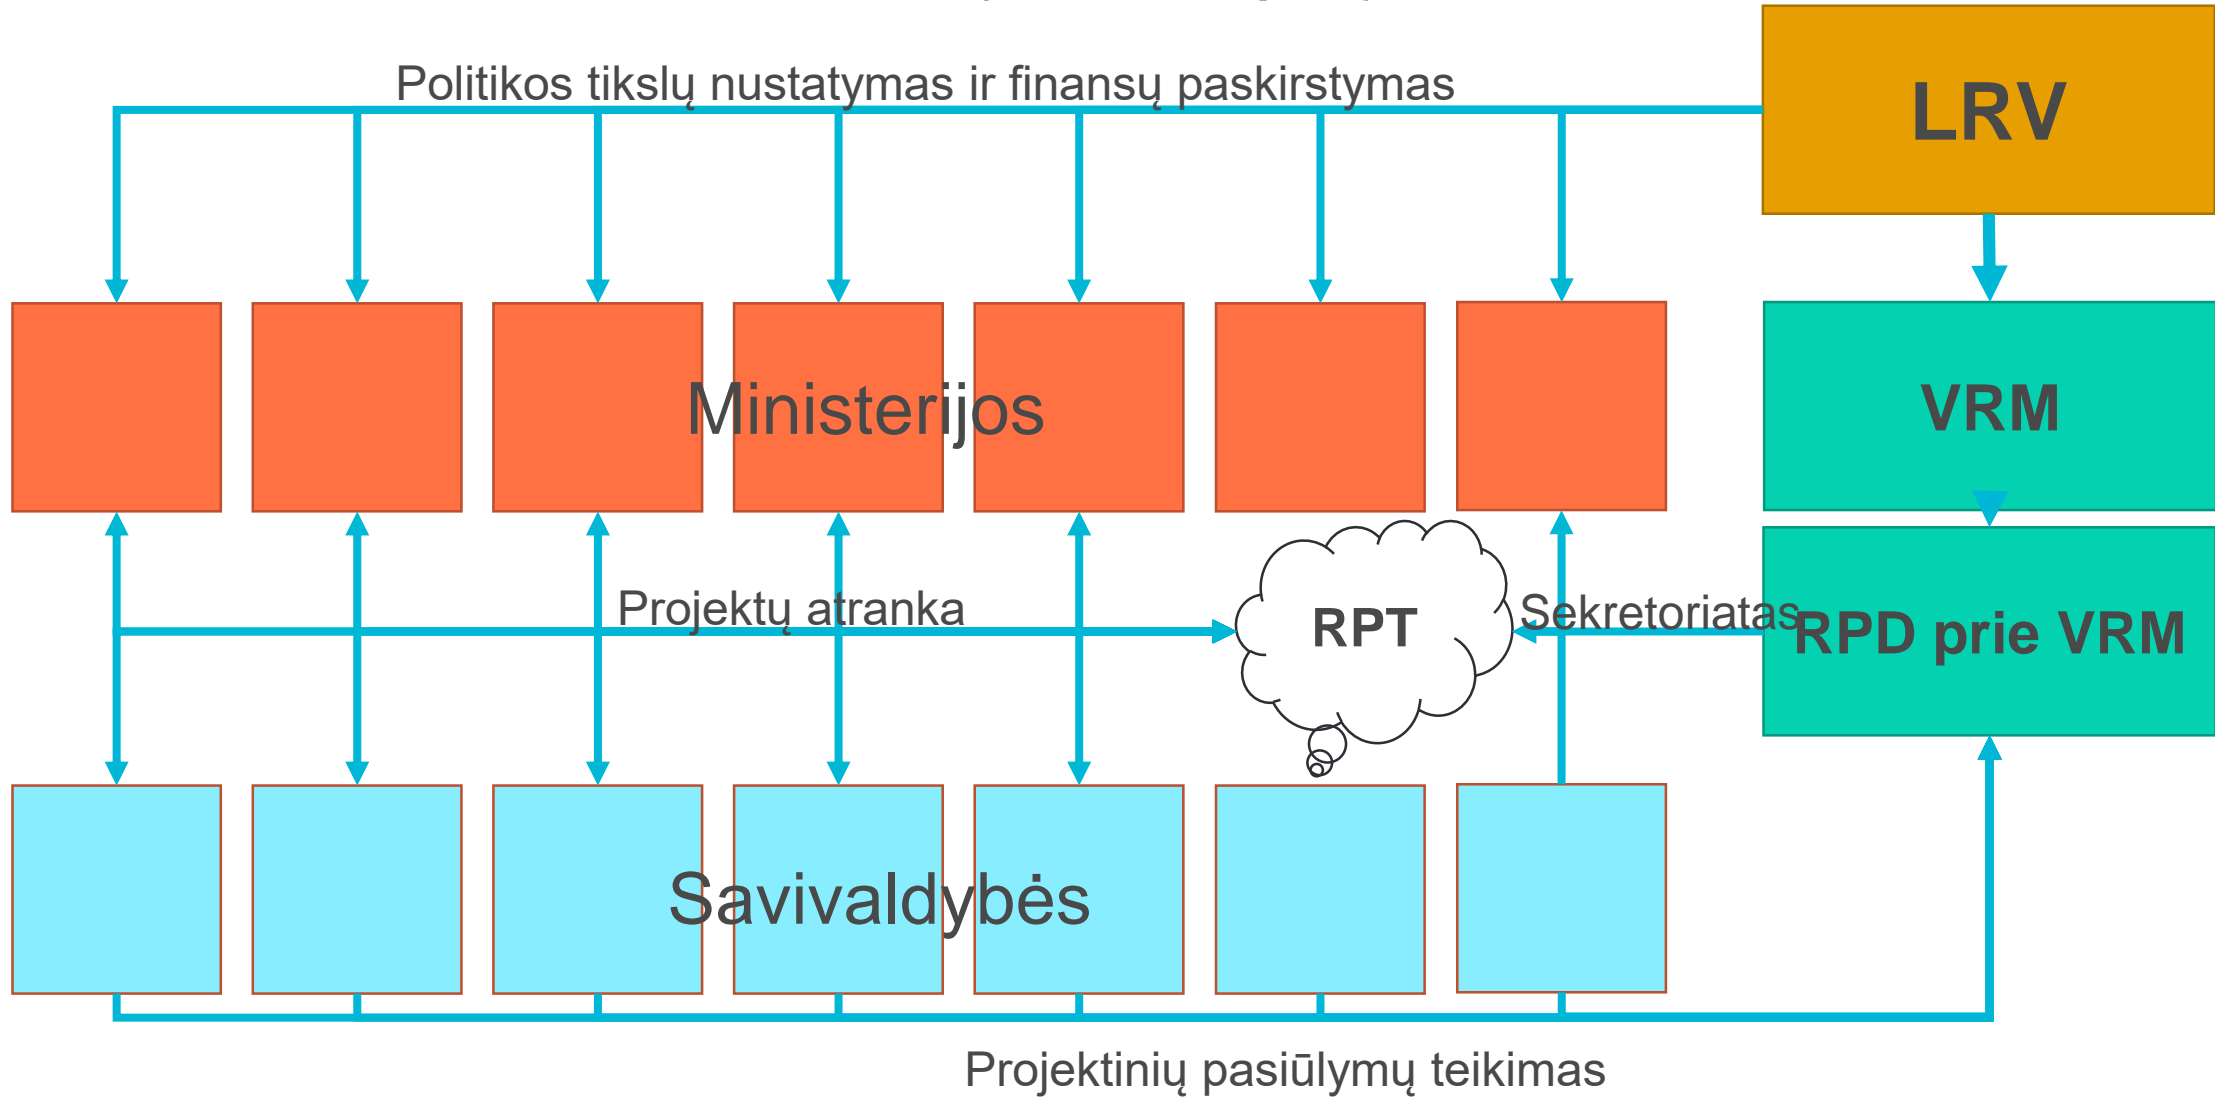 Politikos tikslų nustatymas ir finansų paskirstymas
LRV
Ministerijos
VRM
Projektų atranka
RPT
Sekretoriatas
RPD prie VRM
Savivaldybės
Projektinių pasiūlymų teikimas